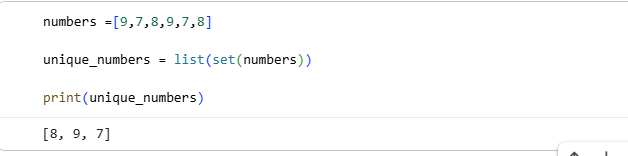 numbers =[9,7,8,9,7,8]
unique_numbers = list(set(numbers))
print(unique_numbers)
[8, 9, 7]